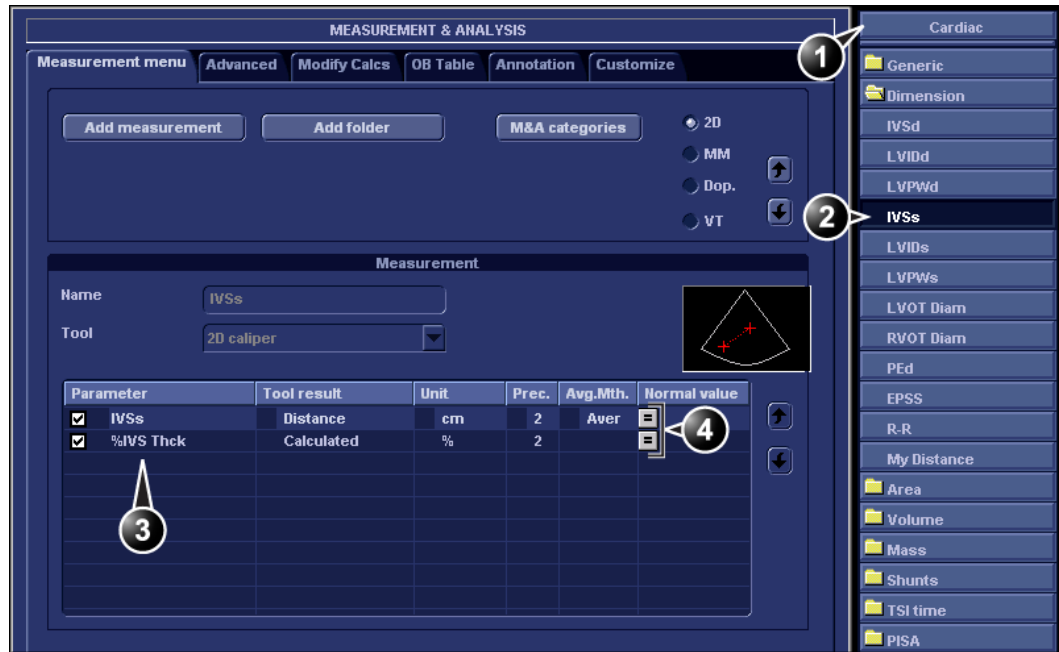 MEASUREMENT & ANALYSIS
Measurement menu Advanced Modify Calcs OB Table Annotation Customize
Add measurement Add folder M&A categories
2D
MM
Dop.
VT
Measurement
Name IVSs
Tool 2D caliper
Parameter Tool result Unit Prec. Avg.Mth. Normal value
IVSs Distance cm 2 Aver =
%IVS Thck Calculated % 2 =
1
2
3
4
Cardiac
Generic
Dimension
IVSd
LVIDd
LVPWd
IVSs
LVIDs
LVPWs
LVOT Diam
RVOT Diam
PEd
EPSS
R-R
My Distance
Area
Volume
Mass
Shunts
TSI time
PISA